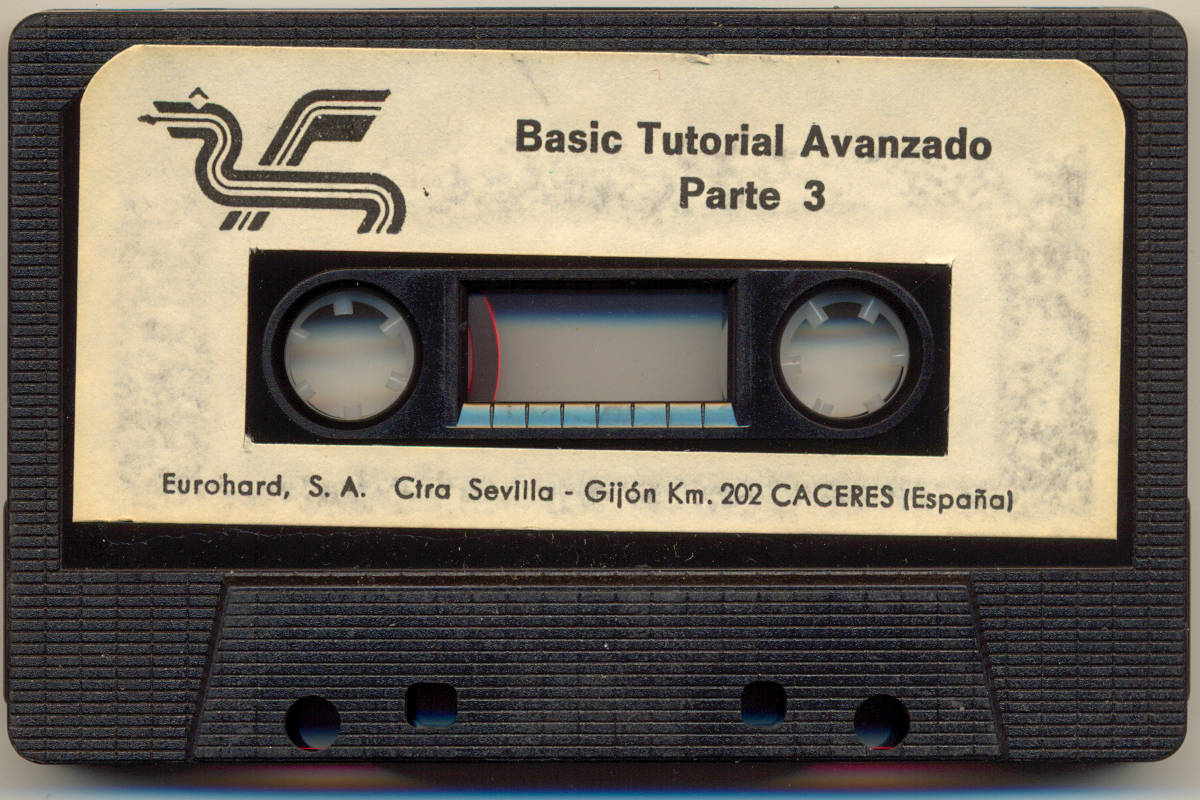 Basic Tutorial Avanzado
Parte 3
Eurohard, S. A. Ctra Sevilla - Gijón Km. 202 CACERES (España)